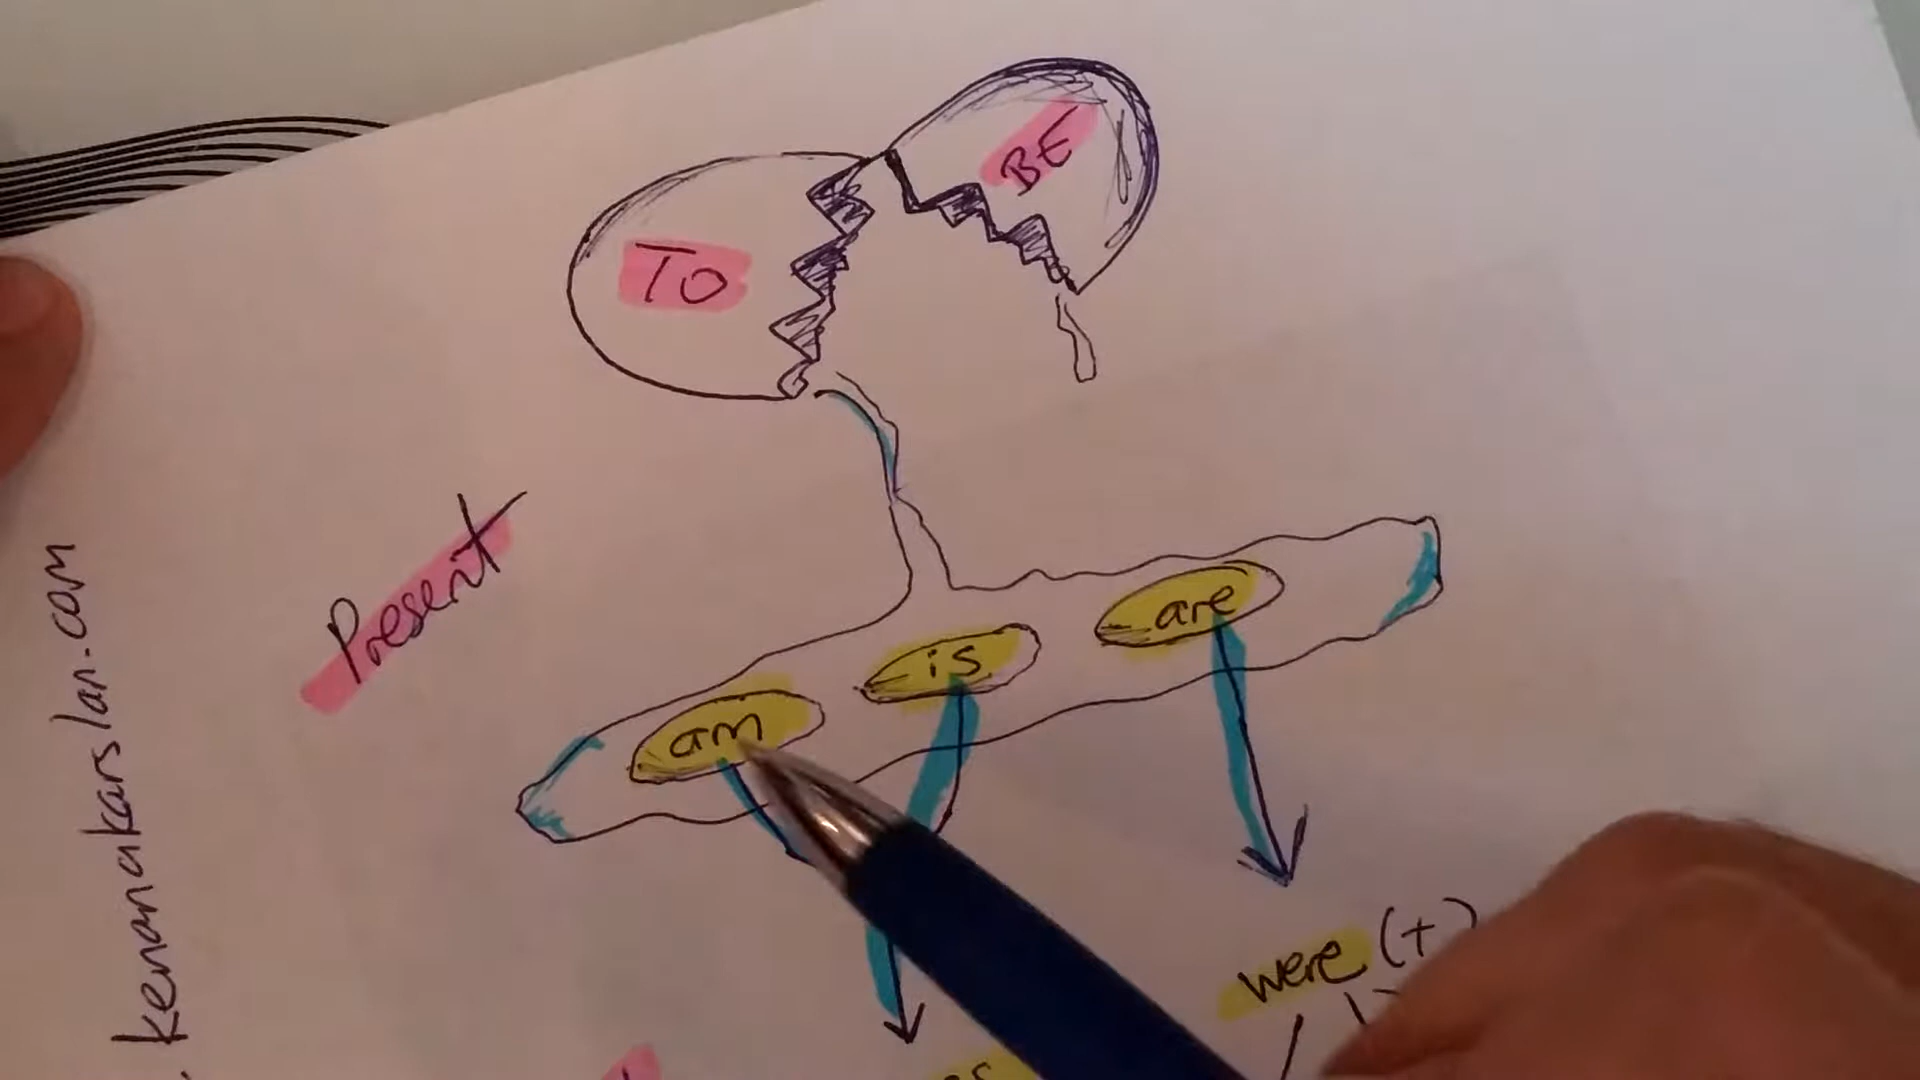 BE
TO
Present
are
is
am
were (+)
kenanakarslan.com